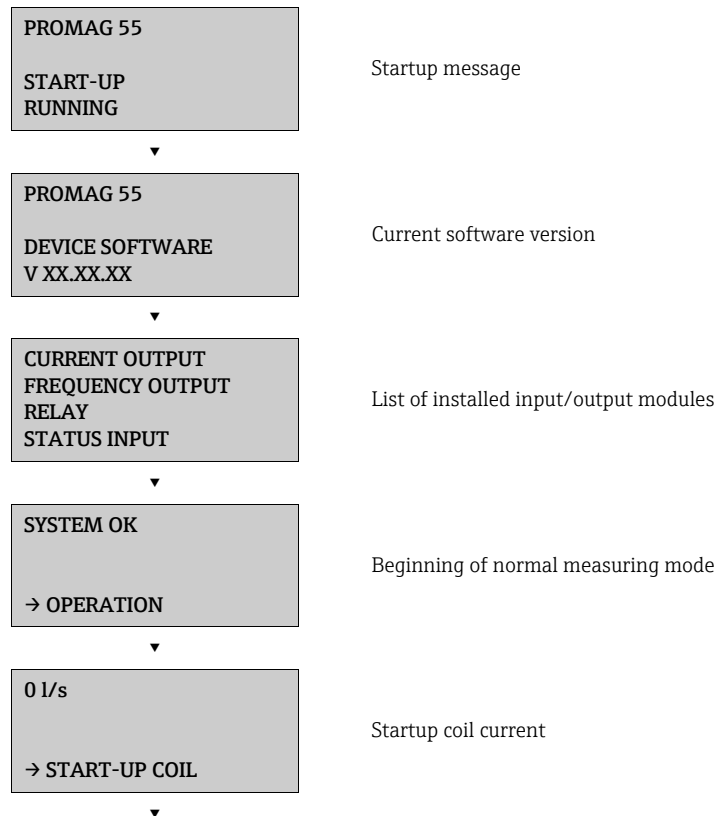 PROMAG 55
START-UP
RUNNING
Startup message
▼
PROMAG 55
DEVICE SOFTWARE
V XX.XX.XX
Current software version
▼
CURRENT OUTPUT
FREQUENCY OUTPUT
RELAY
STATUS INPUT
List of installed input/output modules
▼
SYSTEM OK
→ OPERATION
Beginning of normal measuring mode
▼
0 l/s
→ START-UP COIL
Startup coil current
▼